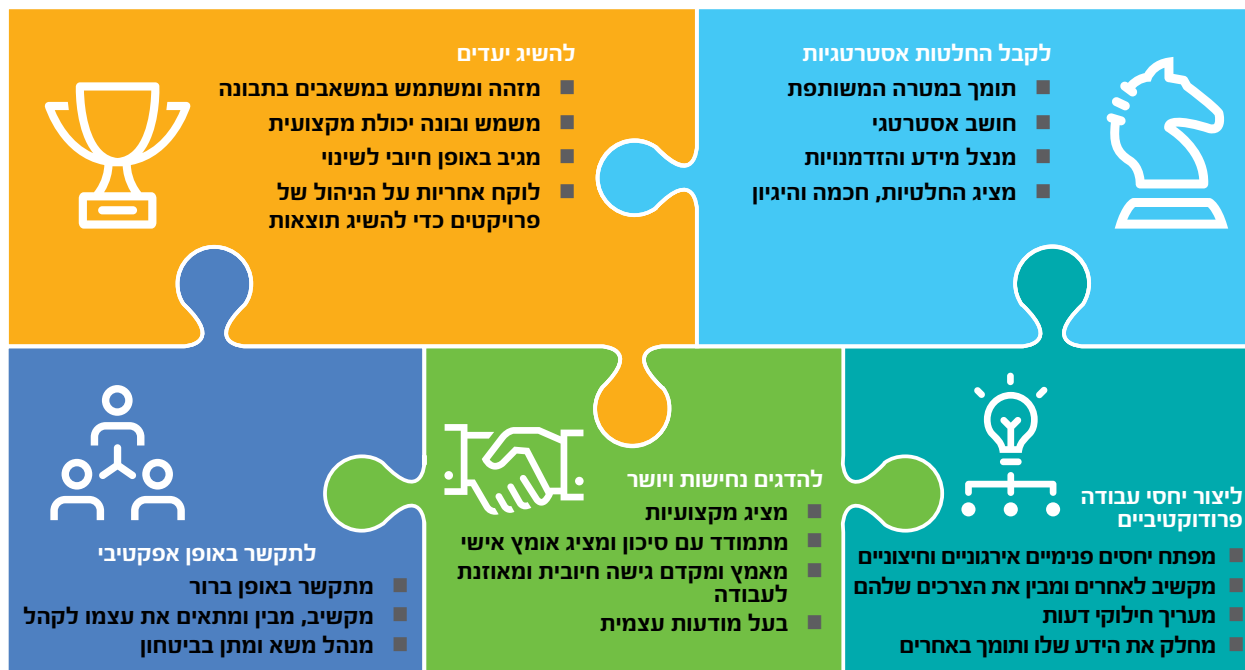 לקבל החלטות אסטרטגיות
תומך במטרה המשותפת
חושב אסטרטגי
מנצל מידע והזדמנויות
מציג החלטיות, חכמה והיגיון
להשיג יעדים
מזהה ומשתמש במשאבים בתבונה
משמש ובונה יכולת מקצועית
מגיב באופן חיובי לשינוי
לוקח אחריות על הניהול של
פרויקטים כדי להשיג תוצאות
ליצור יחסי עבודה
פרודוקטיביים
מפתח יחסים פנימיים אירגוניים וחיצוניים
מקשיב לאחרים ומבין את הצרכים שלהם
מעריך חילוקי דעות
מחלק את הידע שלו ותומך באחרים
להדגים נחישות ויושר
מציג מקצועיות
מתמודד עם סיכון ומציג אומץ אישי
מאמץ ומקדם גישה חיובית ומאוזנת
לעבודה
בעל מודעות עצמית
לתקשר באופן אפקטיבי
מתקשר באופן ברור
מקשיב, מבין ומתאים את עצמו לקהל
מנהל משא ומתן בביטחון